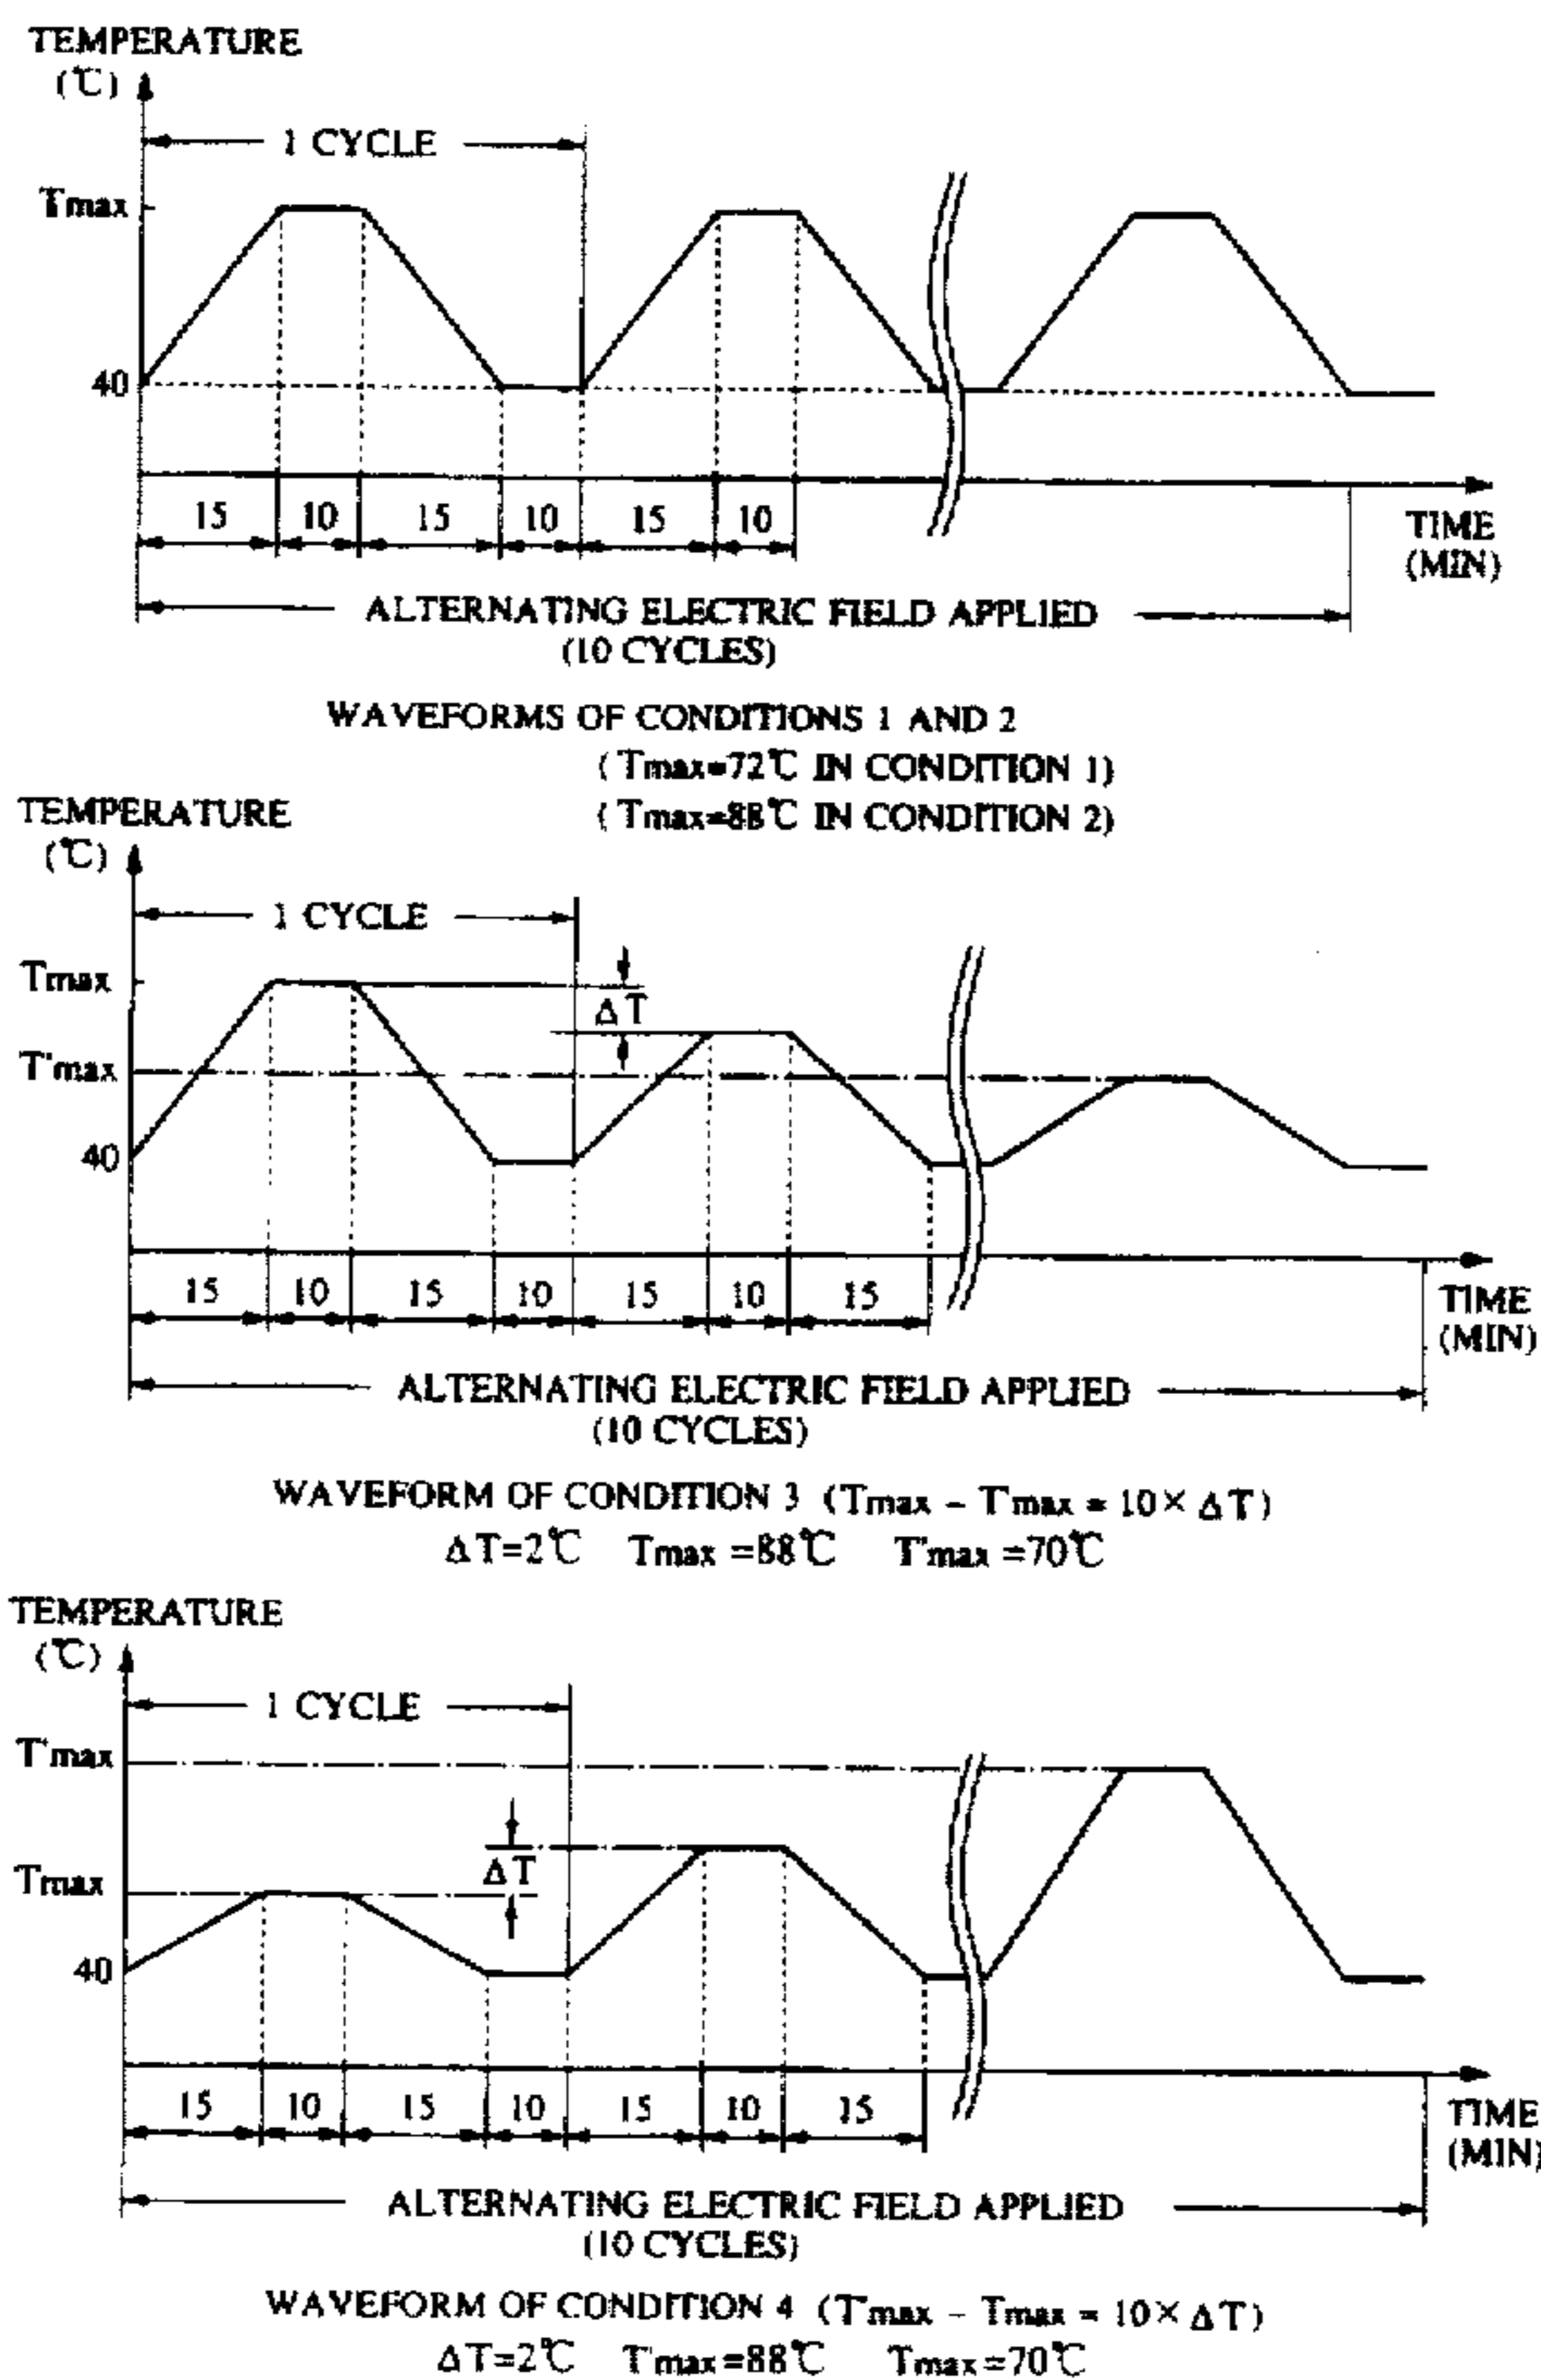 TEMPERATURE
(℃)
1 CYCLE
Tmax
40
15 10 15 10 15 10
TIME
(MIN)
ALTERNATING ELECTRIC FIELD APPLIED
(10 CYCLES)
WAVEFORMS OF CONDITIONS 1 AND 2
(Tmax=72℃ IN CONDITION 1)
(Tmax=88℃ IN CONDITION 2)
TEMPERATURE
(℃)
1 CYCLE
Tmax
ΔT
T'max
40
15 10 15 10 15 10 15
TIME
(MIN)
ALTERNATING ELECTRIC FIELD APPLIED
(10 CYCLES)
WAVEFORM OF CONDITION 3 (Tmax - T'max = 10×ΔT)
ΔT=2℃ Tmax=88℃ T'max=70℃
TEMPERATURE
(℃)
1 CYCLE
T'max
ΔT
Tmax
40
15 10 15 10 15 10 15
TIME
(MIN)
ALTERNATING ELECTRIC FIELD APPLIED
(10 CYCLES)
WAVEFORM OF CONDITION 4 (T'max - Tmax = 10×ΔT)
ΔT=2℃ T'max=88℃ Tmax=70℃